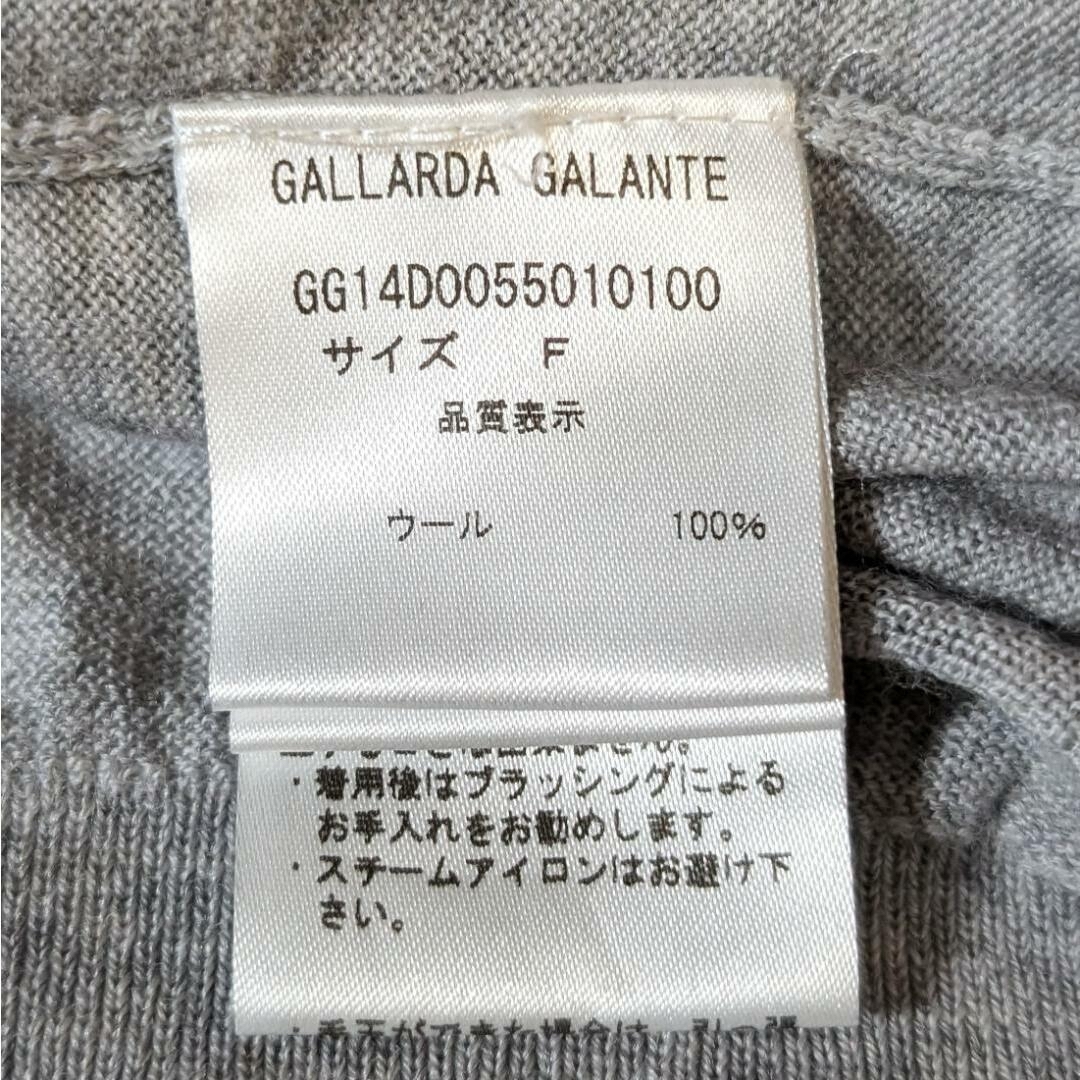 GALLARDA GALANTE
GG14D0055010100
サイズ F
品質表示
ウール 100%
・着用後はブラッシングによる
お手入れをお勧めします。
・スチームアイロンはお避け下
さい。